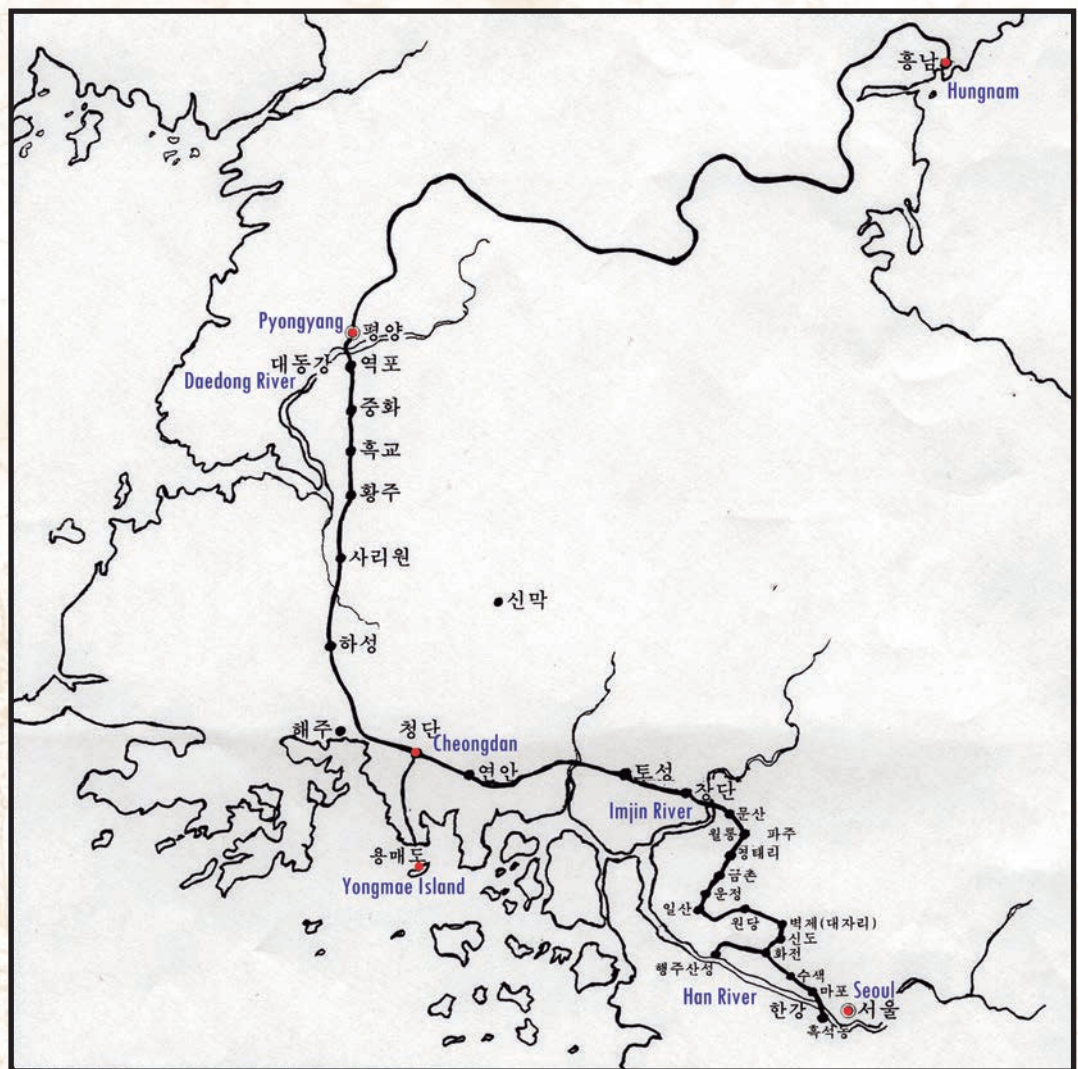 흥남
Hungnam
Pyongyang
평양
대동강
역포
Daedong River
중화
흑교
황주
사리원
신막
하성
해주
청단
Cheongdan
연안
토성
장단
Imjin River
문산
월롱
파주
영태리
용매도
금촌
Yongmae Island
운정
일산
원당
벽제(대자리)
신도
화전
행주산성
수색
Han River
마포
Seoul
한강
서울
흑석동